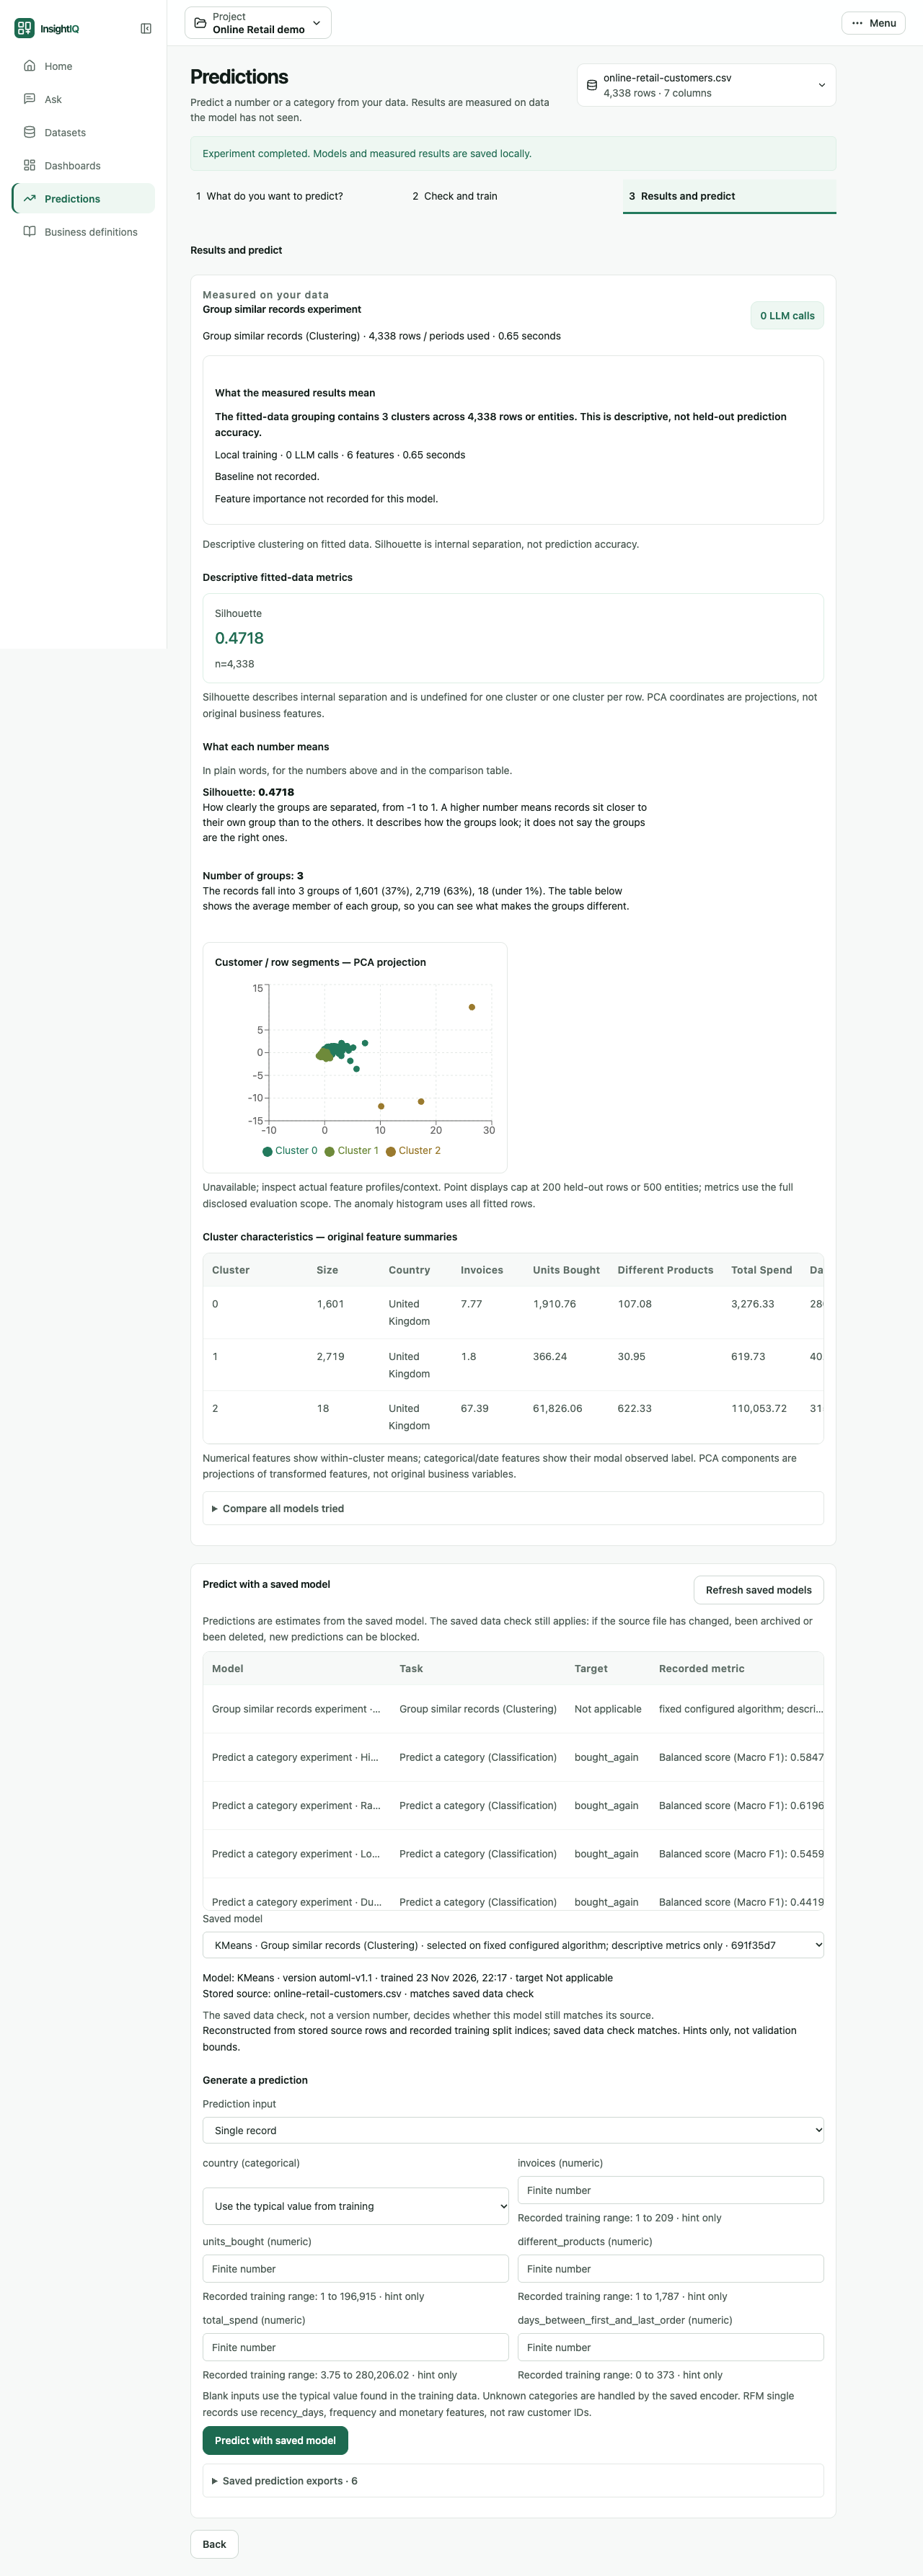 InsightIQ
Home
Ask
Datasets
Dashboards
Predictions
Business definitions
Project
Online Retail demo
Menu
Predictions
Predict a number or a category from your data. Results are measured on data
the model has not seen.
online-retail-customers.csv
4,338 rows · 7 columns
Experiment completed. Models and measured results are saved locally.
1 What do you want to predict?
2 Check and train
3 Results and predict
Results and predict
Measured on your data
Group similar records experiment
0 LLM calls
Group similar records (Clustering) · 4,338 rows / periods used · 0.65 seconds
What the measured results mean
The fitted-data grouping contains 3 clusters across 4,338 rows or entities. This is descriptive, not held-out prediction
accuracy.
Local training · 0 LLM calls · 6 features · 0.65 seconds
Baseline not recorded.
Feature importance not recorded for this model.
Descriptive clustering on fitted data. Silhouette is internal separation, not prediction accuracy.
Descriptive fitted-data metrics
Silhouette
0.4718
n=4,338
Silhouette describes internal separation and is undefined for one cluster or one cluster per row. PCA coordinates are projections, not
original business features.
What each number means
In plain words, for the numbers above and in the comparison table.
Silhouette: 0.4718
How clearly the groups are separated, from -1 to 1. A higher number means records sit closer to
their own group than to the others. It describes how the groups look; it does not say the groups
are the right ones.
Number of groups: 3
The records fall into 3 groups of 1,601 (37%), 2,719 (63%), 18 (under 1%). The table below
shows the average member of each group, so you can see what makes the groups different.
Customer / row segments — PCA projection
15
5
0
-5
-10
-15
-10 0 10 20 30
Cluster 0 Cluster 1 Cluster 2
Unavailable; inspect actual feature profiles/context. Point displays cap at 200 held-out rows or 500 entities; metrics use the full
disclosed evaluation scope. The anomaly histogram uses all fitted rows.
Cluster characteristics — original feature summaries
Cluster Size Country Invoices Units Bought Different Products Total Spend Da
0 1,601 United Kingdom 7.77 1,910.76 107.08 3,276.33 28
1 2,719 United Kingdom 1.8 366.24 30.95 619.73 40
2 18 United Kingdom 67.39 61,826.06 622.33 110,053.72 31
Numerical features show within-cluster means; categorical/date features show their modal observed label. PCA components are
projections of transformed features, not original business variables.
Compare all models tried
Predict with a saved model
Refresh saved models
Predictions are estimates from the saved model. The saved data check still applies: if the source file has changed, been archived or
been deleted, new predictions can be blocked.
Model Task Target Recorded metric
Group similar records experiment ·... Group similar records (Clustering) Not applicable fixed configured algorithm; descri...
Predict a category experiment · Hi... Predict a category (Classification) bought_again Balanced score (Macro F1): 0.5847
Predict a category experiment · Ra... Predict a category (Classification) bought_again Balanced score (Macro F1): 0.6196
Predict a category experiment · Lo... Predict a category (Classification) bought_again Balanced score (Macro F1): 0.5459
Predict a category experiment · Du... Predict a category (Classification) bought_again Balanced score (Macro F1): 0.4419
Saved model
KMeans · Group similar records (Clustering) · selected on fixed configured algorithm; descriptive metrics only · 691f35d7
Model: KMeans · version automl-v1.1 · trained 23 Nov 2026, 22:17 · target Not applicable
Stored source: online-retail-customers.csv · matches saved data check
The saved data check, not a version number, decides whether this model still matches its source.
Reconstructed from stored source rows and recorded training split indices; saved data check matches. Hints only, not validation
bounds.
Generate a prediction
Prediction input
Single record
country (categorical)
Use the typical value from training
invoices (numeric)
Finite number
Recorded training range: 1 to 209 · hint only
units_bought (numeric)
Finite number
Recorded training range: 1 to 196,915 · hint only
different_products (numeric)
Finite number
Recorded training range: 1 to 1,787 · hint only
total_spend (numeric)
Finite number
Recorded training range: 3.75 to 280,206.02 · hint only
days_between_first_and_last_order (numeric)
Finite number
Recorded training range: 0 to 373 · hint only
Blank inputs use the typical value found in the training data. Unknown categories are handled by the saved encoder. RFM single
records use recency_days, frequency and monetary features, not raw customer IDs.
Predict with saved model
Saved prediction exports · 6
Back